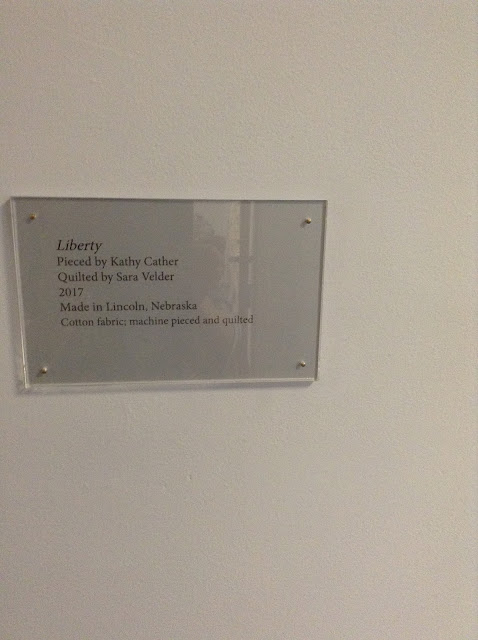 Liberty
Pieced by Kathy Cather
Quilted by Sara Velder
2017
Made in Lincoln, Nebraska
Cotton fabric; machine pieced and quilted